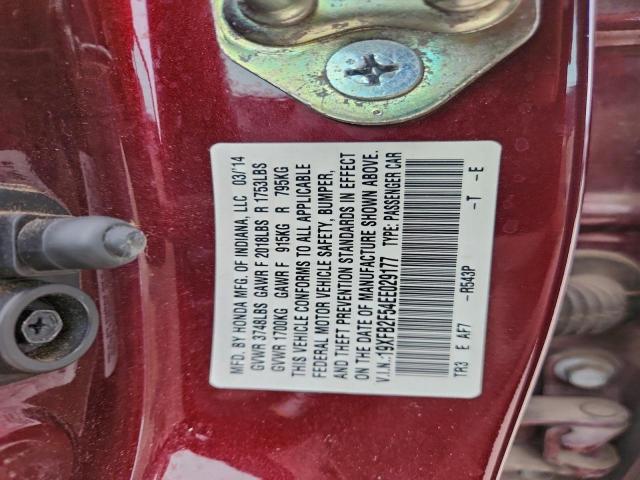 MFD. BY HONDA MFG. OF INDIANA, LLC 03/14
GVWR 3748LBS GAWR F 2018LBS R 1753LBS
GVWR 1700KG GAWR F 915KG R 795KG
THIS VEHICLE CONFORMS TO ALL APPLICABLE
FEDERAL MOTOR VEHICLE SAFETY, BUMPER,
AND THEFT PREVENTION STANDARDS IN EFFECT
ON THE DATE OF MANUFACTURE SHOWN ABOVE.
V.I.N.:19XFB2F54EE029177 TYPE: PASSENGER CAR
TR3 E AF7 -R543P -T -E